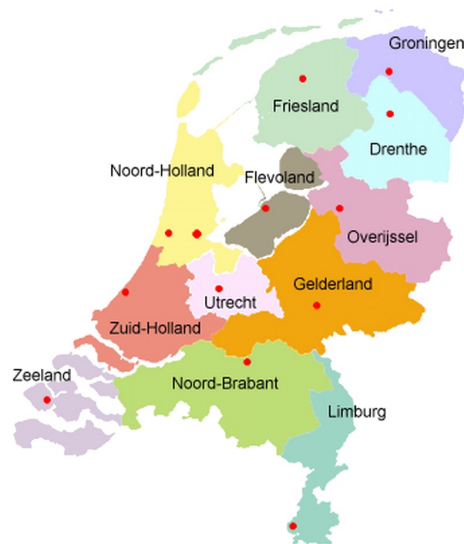 Groningen
Friesland
Drenthe
Noord-Holland
Flevoland
Overijssel
Gelderland
Utrecht
Zuid-Holland
Zeeland
Noord-Brabant
Limburg